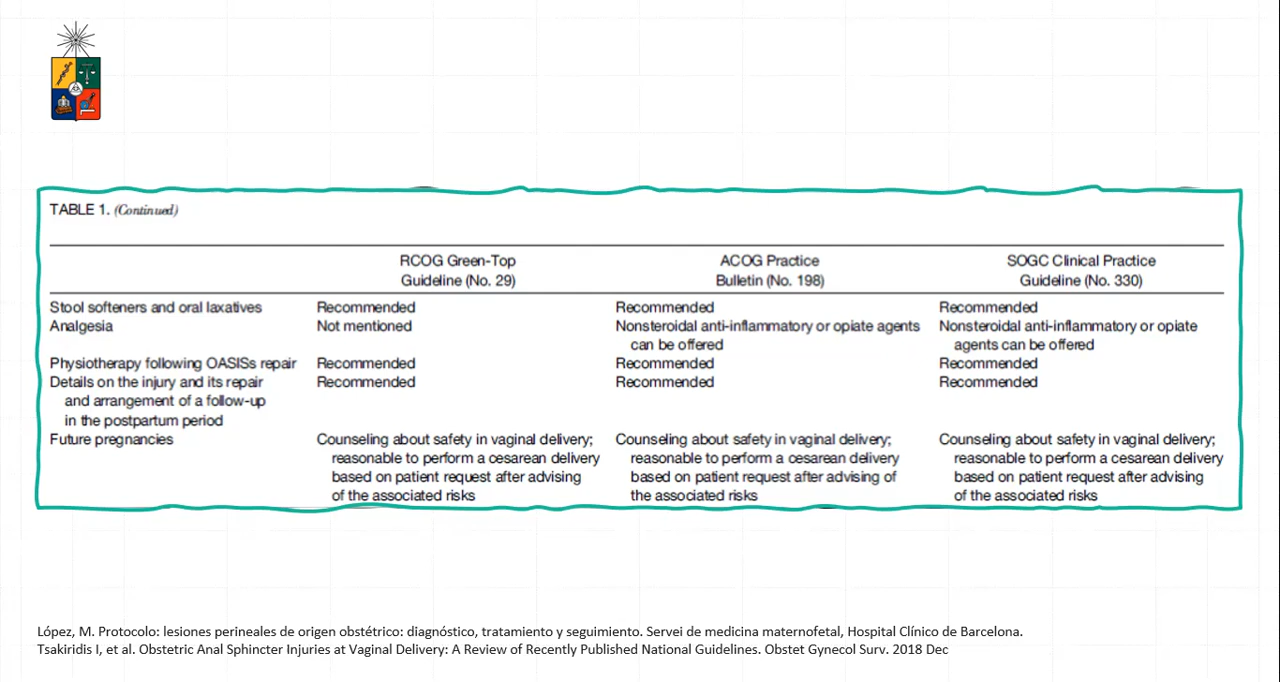 TABLE 1. (Continued)
RCOG Green-Top Guideline (No. 29)
ACOG Practice Bulletin (No. 198)
SOGC Clinical Practice Guideline (No. 330)
Stool softeners and oral laxatives Recommended Recommended Recommended
Analgesia Not mentioned Nonsteroidal anti-inflammatory or opiate agents can be offered Nonsteroidal anti-inflammatory or opiate agents can be offered
Physiotherapy following OASISs repair Recommended Recommended Recommended
Details on the injury and its repair and arrangement of a follow-up in the postpartum period Recommended Recommended Recommended
Future pregnancies
Counseling about safety in vaginal delivery;
reasonable to perform a cesarean delivery
based on patient request after advising
of the associated risks
Counseling about safety in vaginal delivery;
reasonable to perform a cesarean delivery
based on patient request after advising of
the associated risks
Counseling about safety in vaginal delivery;
reasonable to perform a cesarean delivery
based on patient request after advising
of the associated risks
López, M. Protocolo: lesiones perineales de origen obstétrico: diagnóstico, tratamiento y seguimiento. Servei de medicina maternofetal, Hospital Clínico de Barcelona.
Tsakiridis I, et al. Obstetric Anal Sphincter Injuries at Vaginal Delivery: A Review of Recently Published National Guidelines. Obstet Gynecol Surv. 2018 Dec